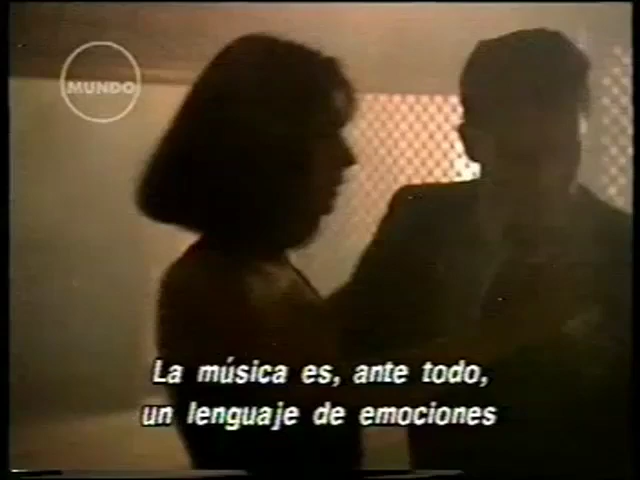 MUNDO
La música es, ante todo,
un lenguaje de emociones